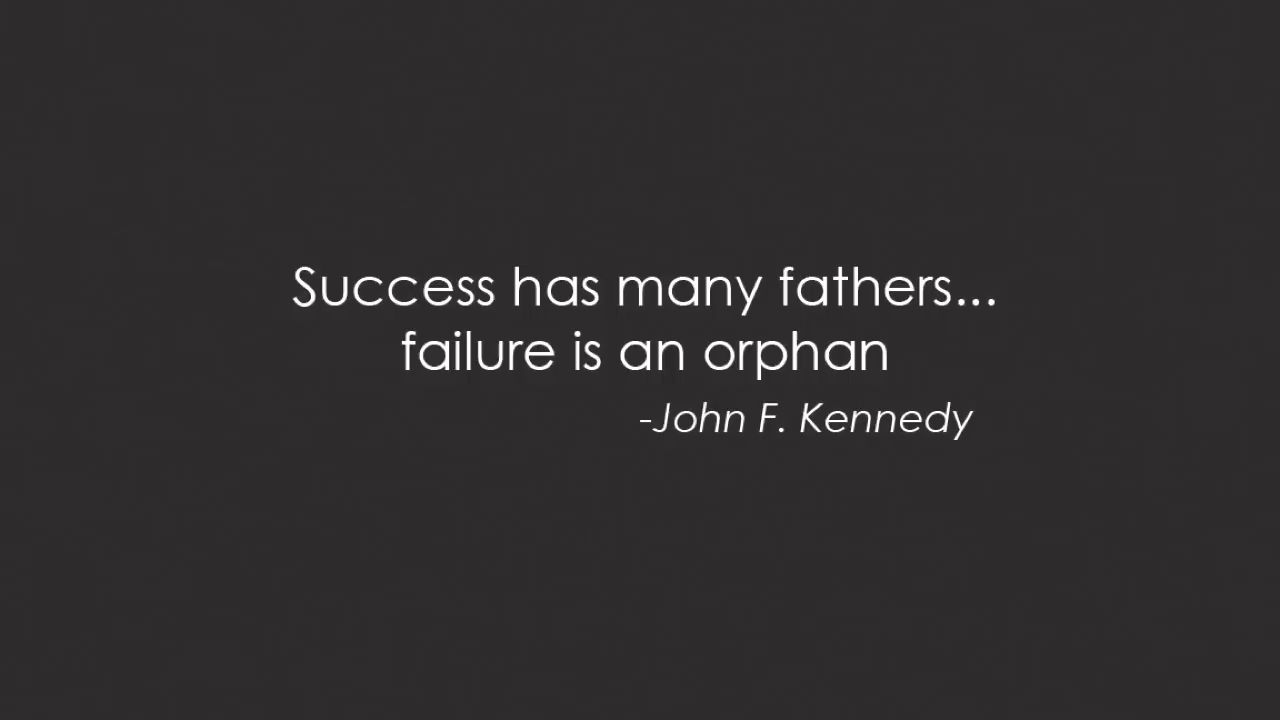 Success has many fathers...
failure is an orphan
-John F. Kennedy